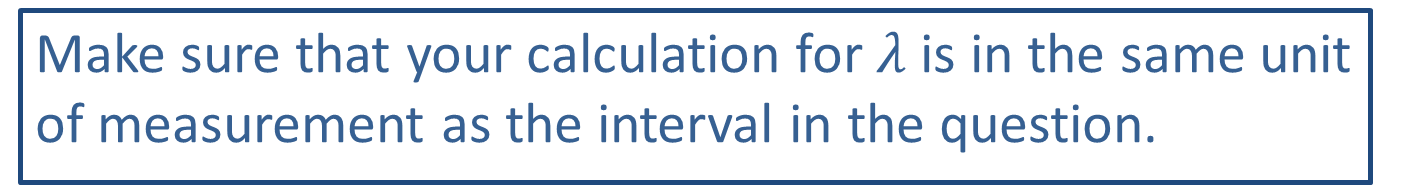 Make sure that your calculation for λ is in the same unit
of measurement as the interval in the question.